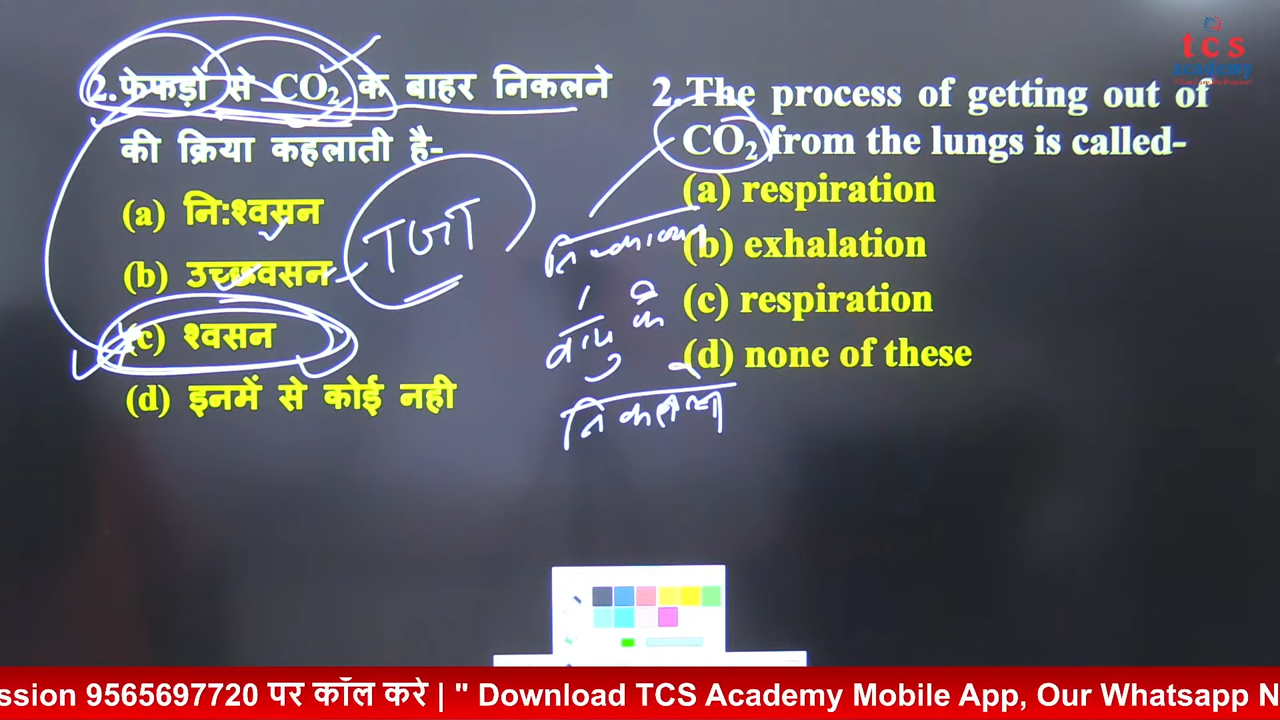 tcs
academy
2.फेफड़ों से CO2 के बाहर निकलने
की क्रिया कहलाती है-
(a) नि:श्वसन
(b) उच्छवसन
(c) श्वसन
(d) इनमें से कोई नही
TGT
2.The process of getting out of
CO2 from the lungs is called-
(a) respiration
(b) exhalation
(c) respiration
(d) none of these
वायु
ssion 9565697720 पर कॉल करे | " Download TCS Academy Mobile App, Our Whatsapp N